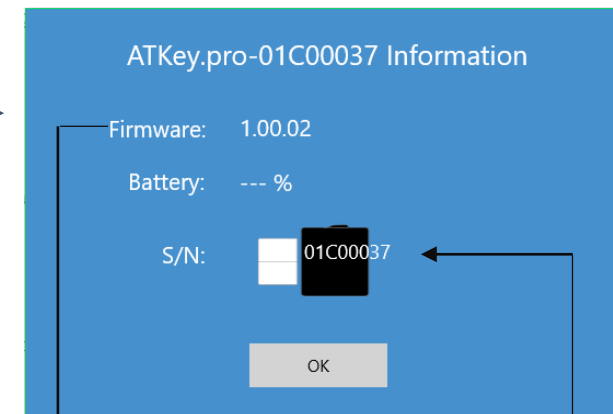 ATKey.pro-01C00037 Information
Firmware: 1.00.02
Battery: --- %
S/N: 01C00037
OK